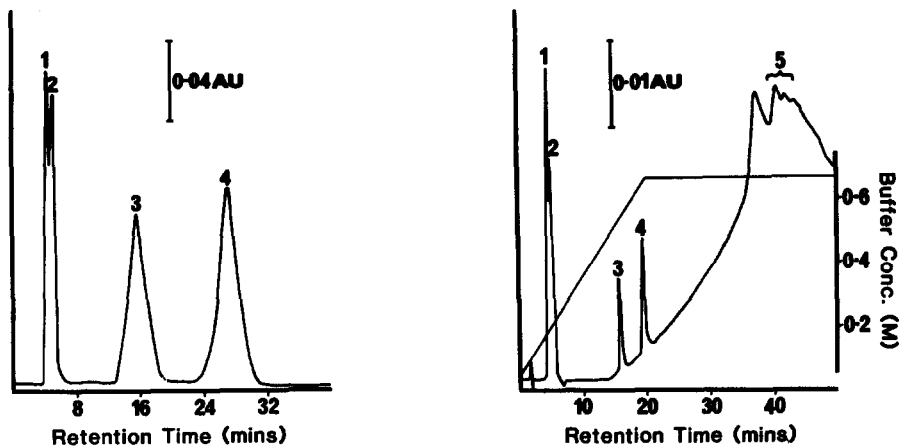 1
2
0·04AU
3
4
8 16 24 32
Retention Time (mins)
1
2
0·01AU
5
3
4
0·6
0·4
0·2
Buffer Conc. (M)
10 20 30 40
Retention Time (mins)